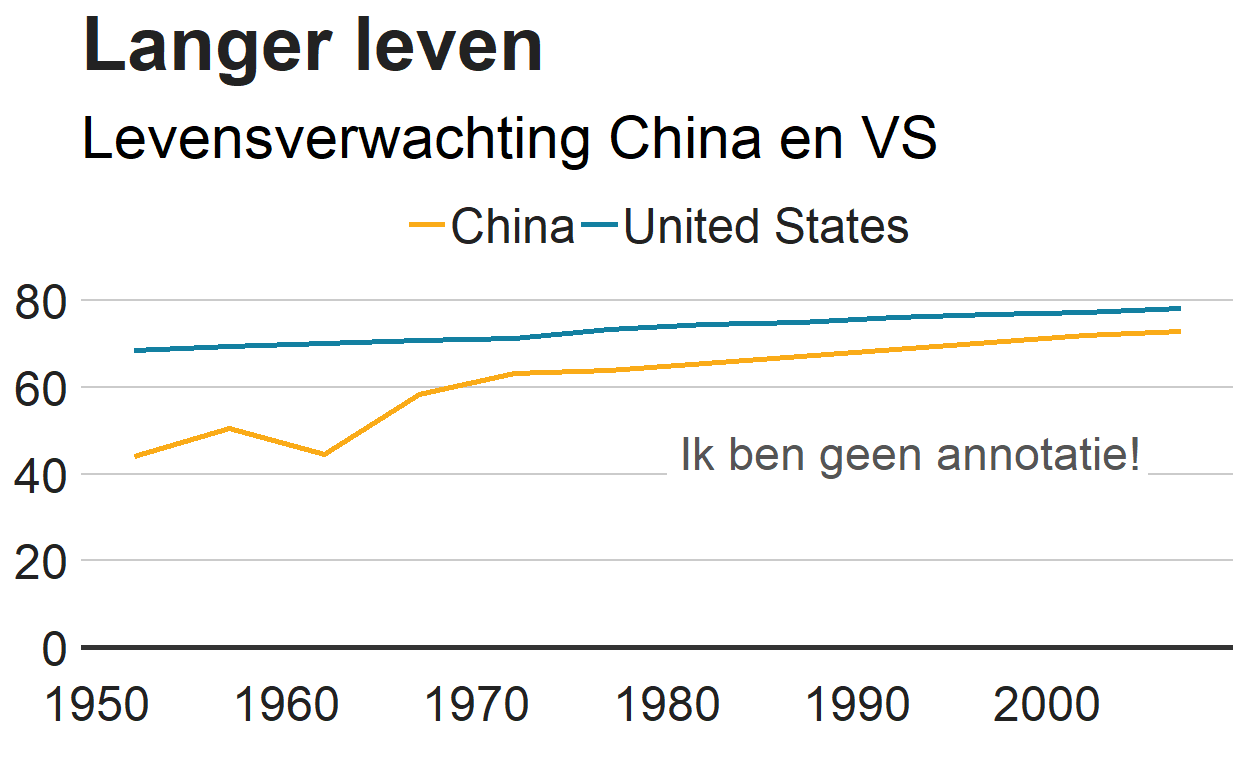 Langer leven
Levensverwachting China en VS
China United States
80
60
Ik ben geen annotatie!
40
20
0
1950 1960 1970 1980 1990 2000